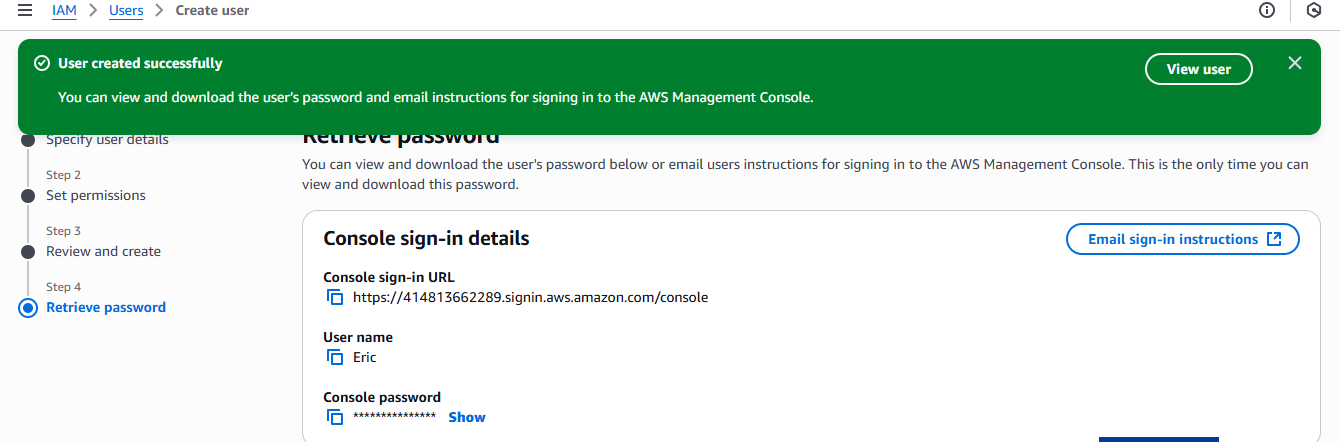 IAM > Users > Create user
User created successfully
View user
You can view and download the user's password and email instructions for signing in to the AWS Management Console.
Specify user details
Step 2
Set permissions
Step 3
Review and create
Step 4
Retrieve password
Retrieve password
You can view and download the user's password below or email users instructions for signing in to the AWS Management Console. This is the only time you can
view and download this password.
Console sign-in details
Email sign-in instructions
Console sign-in URL
https://414813662289.signin.aws.amazon.com/console
User name
Eric
Console password
*************** Show